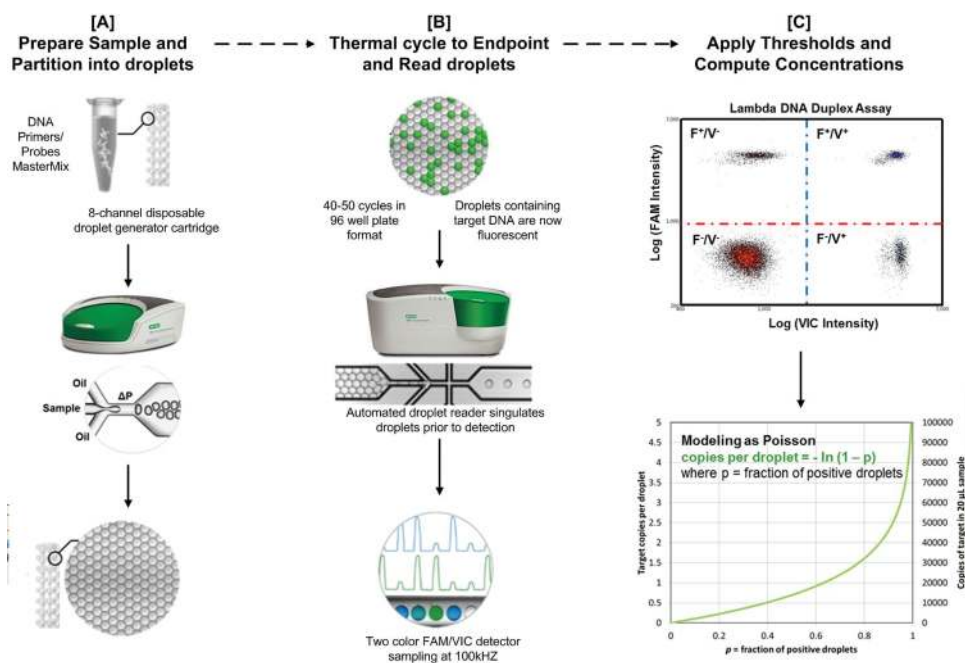 [A]
Prepare Sample and
Partition into droplets
DNA
Primers/
Probes
MasterMix
8-channel disposable
droplet generator cartridge
Oil
ΔP
Sample
Oil
[B]
Thermal cycle to Endpoint
and Read droplets
40-50 cycles in
96 well plate
format
Droplets containing
target DNA are now
fluorescent
Automated droplet reader singulates
droplets prior to detection
Two color FAM/VIC detector
sampling at 100kHZ
[C]
Apply Thresholds and
Compute Concentrations
Lambda DNA Duplex Assay
F⁺/V⁻
F⁺/V⁺
F⁻/V⁻
F⁻/V⁺
Log (FAM Intensity)
Log (VIC Intensity)
Modeling as Poisson
copies per droplet = - ln (1 – p)
where p = fraction of positive droplets
Target copies per droplet
5
4.5
4
3.5
3
2.5
2
1.5
1
0.5
0
100000
90000
80000
70000
60000
50000
40000
30000
20000
10000
0
Copies of target in 20 µL sample
0 0.2 0.4 0.6 0.8 1
p = fraction of positive droplets